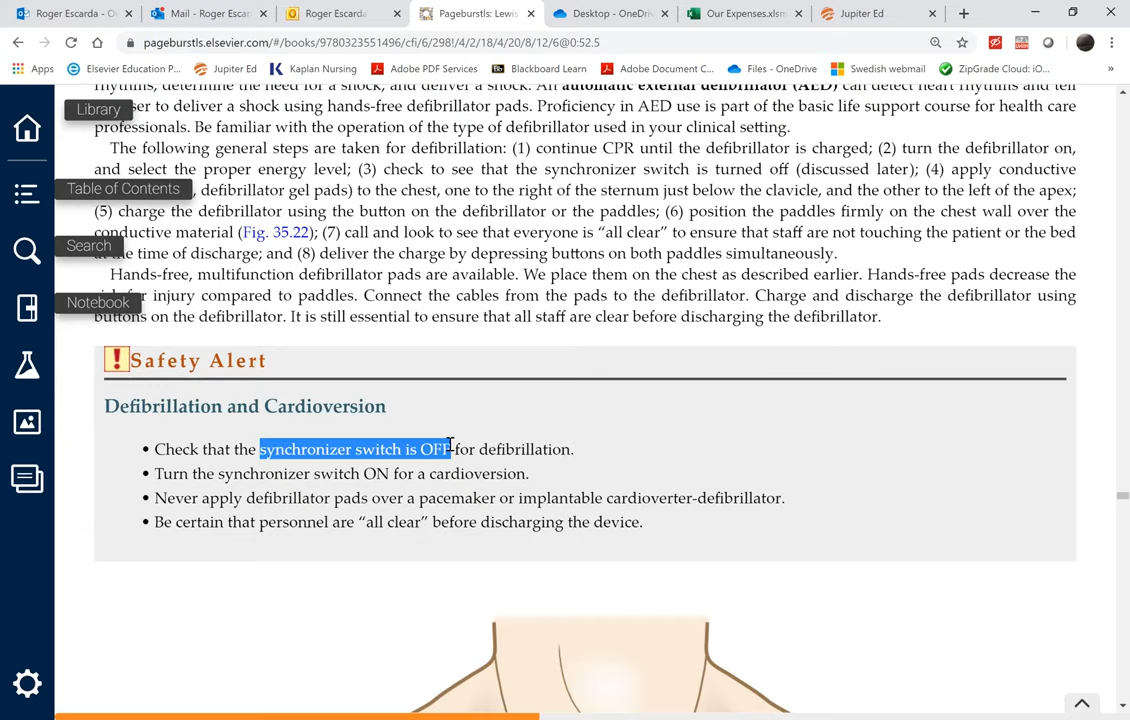 Roger Escarda - Ov
Mail - Roger Escar
Roger Escarda
Pageburstls: Lewis
Desktop - OneDriv
Our Expenses.xlsm
Jupiter Ed
pageburstls.elsevier.com/#/books/9780323551496/cfi/6/298!/4/2/18/4/20/8/12/6@0:52.5
Apps
Elsevier Education P...
Jupiter Ed
Kaplan Nursing
Adobe PDF Services
Blackboard Learn
Adobe Document C...
Files - OneDrive
Swedish webmail
ZipGrade Cloud: iO...
»
rhythms, determine the need for a shock, and deliver a shock. An automatic external defibrillator (AED) can detect heart rhythms and tell
ser to deliver a shock using hands-free defibrillator pads. Proficiency in AED use is part of the basic life support course for health care
professionals. Be familiar with the operation of the type of defibrillator used in your clinical setting.
The following general steps are taken for defibrillation: (1) continue CPR until the defibrillator is charged; (2) turn the defibrillator on,
and select the proper energy level; (3) check to see that the synchronizer switch is turned off (discussed later); (4) apply conductive
, defibrillator gel pads) to the chest, one to the right of the sternum just below the clavicle, and the other to the left of the apex;
(5) charge the defibrillator using the button on the defibrillator or the paddles; (6) position the paddles firmly on the chest wall over the
conductive material (Fig. 35.22); (7) call and look to see that everyone is “all clear” to ensure that staff are not touching the patient or the bed
at the time of discharge; and (8) deliver the charge by depressing buttons on both paddles simultaneously.
Hands-free, multifunction defibrillator pads are available. We place them on the chest as described earlier. Hands-free pads decrease the
for injury compared to paddles. Connect the cables from the pads to the defibrillator. Charge and discharge the defibrillator using
buttons on the defibrillator. It is still essential to ensure that all staff are clear before discharging the defibrillator.
Library
Table of Contents
Search
Notebook
! Safety Alert
Defibrillation and Cardioversion
• Check that the synchronizer switch is OFF for defibrillation.
• Turn the synchronizer switch ON for a cardioversion.
• Never apply defibrillator pads over a pacemaker or implantable cardioverter-defibrillator.
• Be certain that personnel are “all clear” before discharging the device.